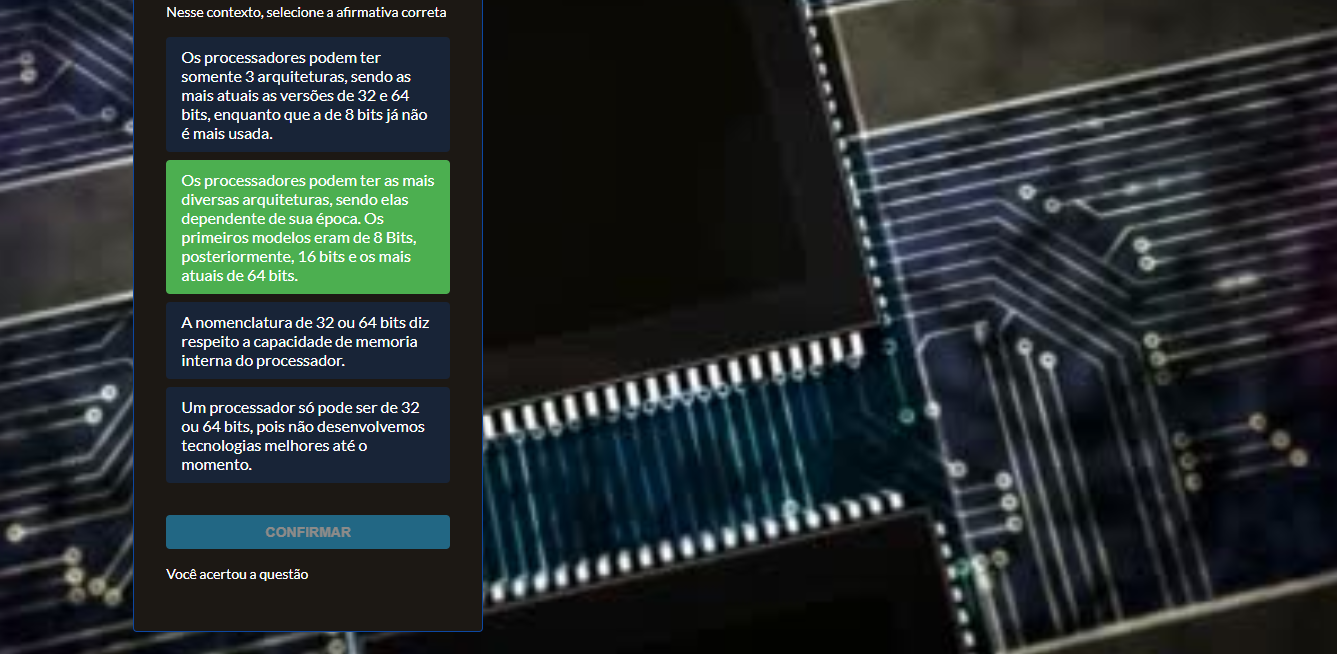 Nesse contexto, selecione a afirmativa correta
Os processadores podem ter
somente 3 arquiteturas, sendo as
mais atuais as versões de 32 e 64
bits, enquanto que a de 8 bits já não
é mais usada.
Os processadores podem ter as mais
diversas arquiteturas, sendo elas
dependente de sua época. Os
primeiros modelos eram de 8 Bits,
posteriormente, 16 bits e os mais
atuais de 64 bits.
A nomenclatura de 32 ou 64 bits diz
respeito a capacidade de memoria
interna do processador.
Um processador só pode ser de 32
ou 64 bits, pois não desenvolvemos
tecnologias melhores até o
momento.
CONFIRMAR
Você acertou a questão